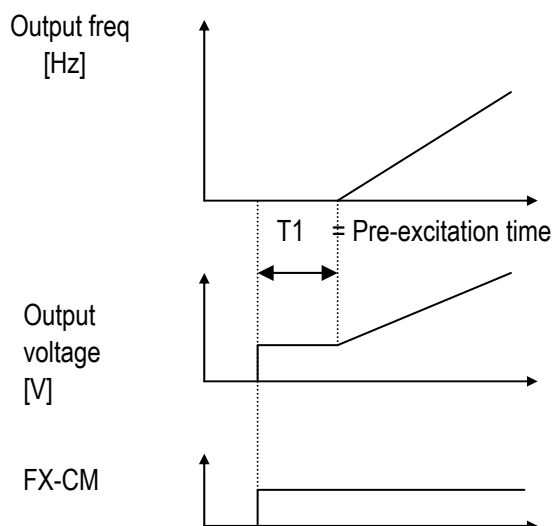 Output freq
[Hz]
T1 = Pre-excitation time
Output
voltage
[V]
FX-CM